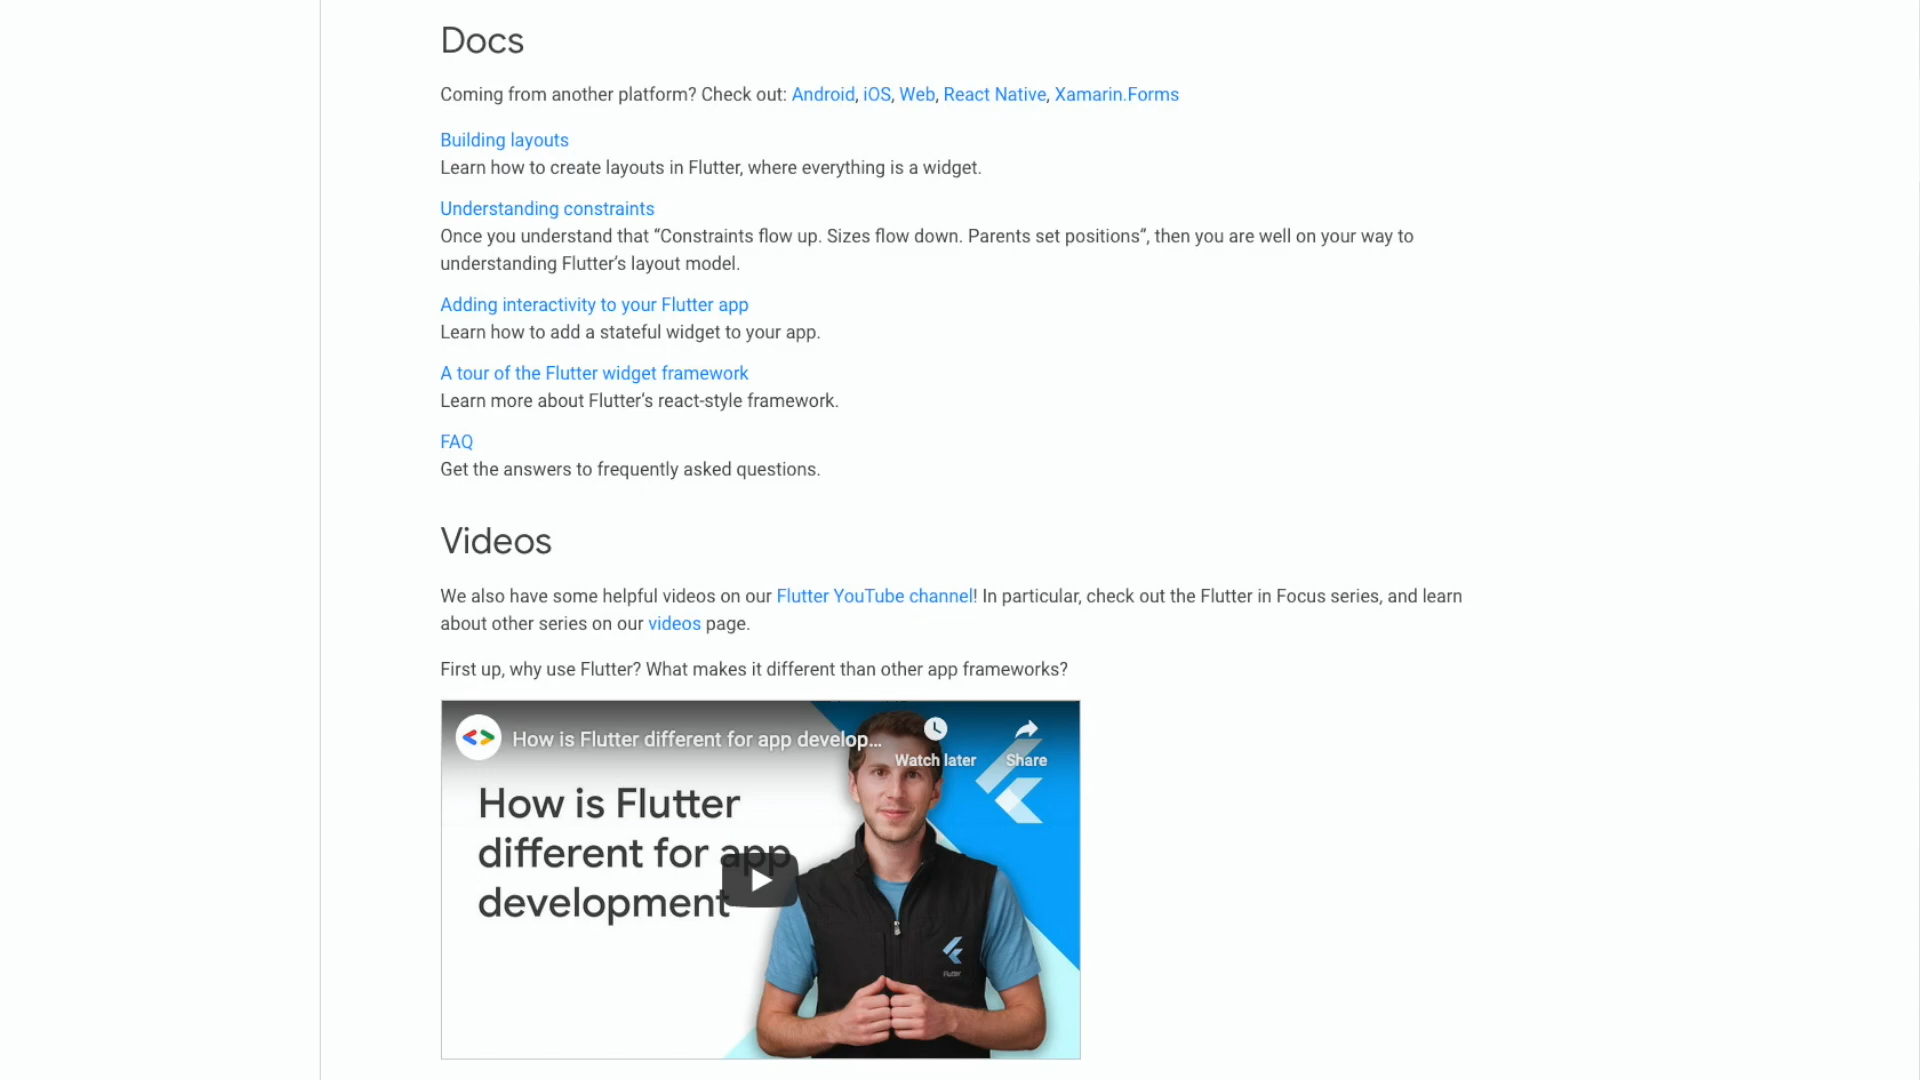 Docs
Coming from another platform? Check out: Android, iOS, Web, React Native, Xamarin.Forms
Building layouts
Learn how to create layouts in Flutter, where everything is a widget.
Understanding constraints
Once you understand that “Constraints flow up. Sizes flow down. Parents set positions”, then you are well on your way to
understanding Flutter’s layout model.
Adding interactivity to your Flutter app
Learn how to add a stateful widget to your app.
A tour of the Flutter widget framework
Learn more about Flutter’s react-style framework.
FAQ
Get the answers to frequently asked questions.
Videos
We also have some helpful videos on our Flutter YouTube channel! In particular, check out the Flutter in Focus series, and learn
about other series on our videos page.
First up, why use Flutter? What makes it different than other app frameworks?
How is Flutter different for app develop...
Watch later
Share
How is Flutter
different for app
development
Flutter